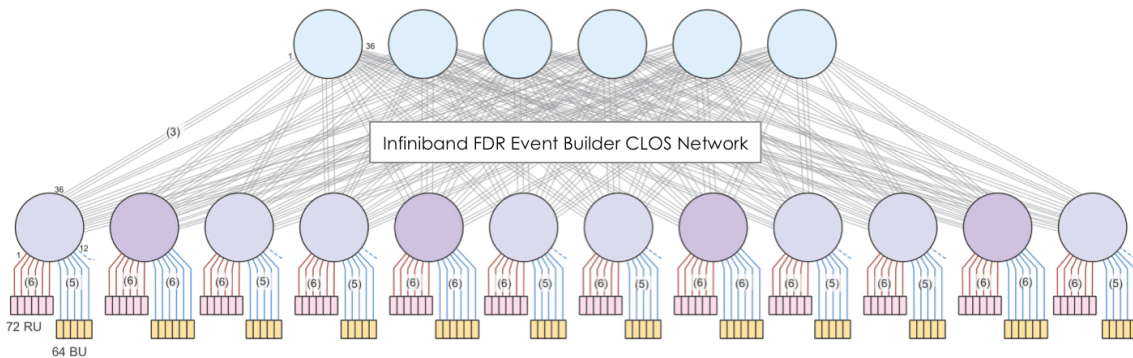 1
36
(3)
Infiniband FDR Event Builder CLOS Network
36
1
12
(6) (5) (6) (6) (6) (5) (6) (5) (6) (6) (6) (5) (6) (5) (6) (6) (6) (5) (6) (5) (6) (6) (6) (5)
72 RU
64 BU